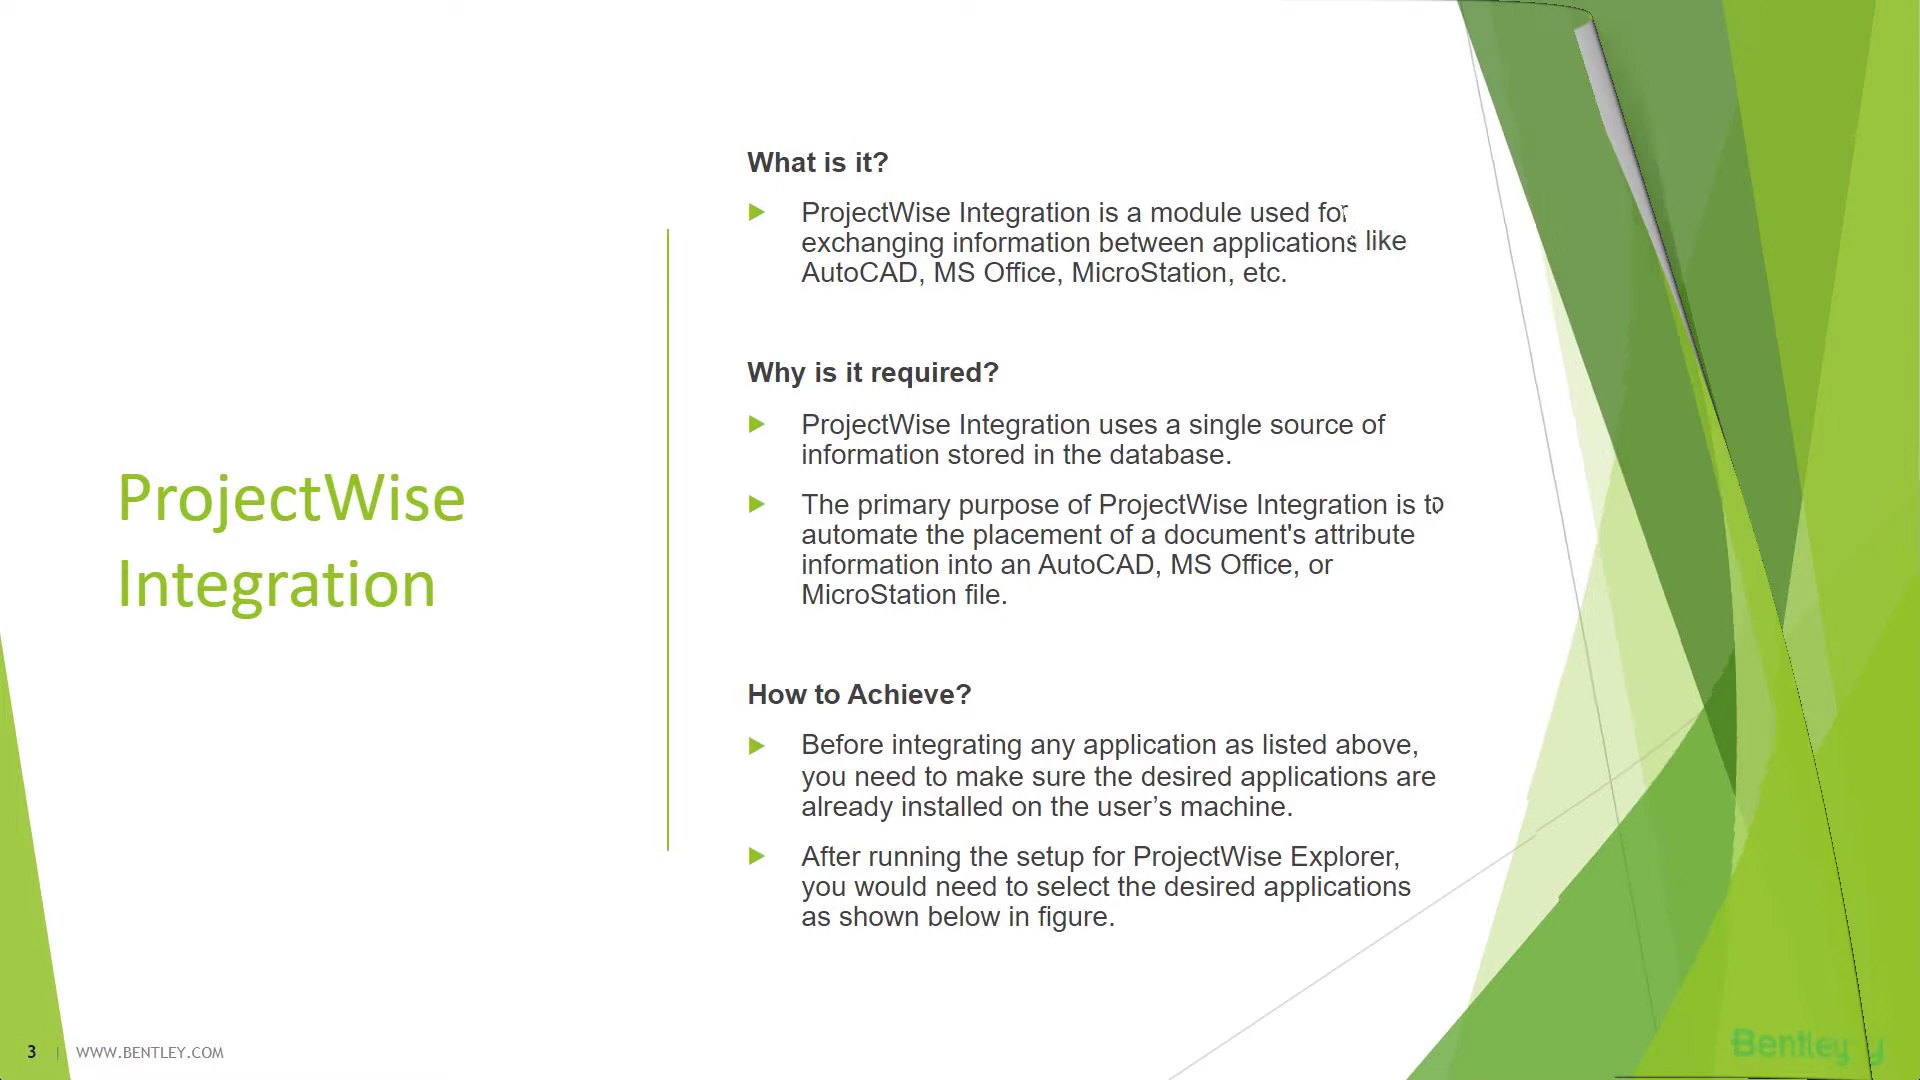 ProjectWise
Integration
What is it?
ProjectWise Integration is a module used for
exchanging information between applications like
AutoCAD, MS Office, MicroStation, etc.
Why is it required?
ProjectWise Integration uses a single source of
information stored in the database.
The primary purpose of ProjectWise Integration is to
automate the placement of a document's attribute
information into an AutoCAD, MS Office, or
MicroStation file.
How to Achieve?
Before integrating any application as listed above,
you need to make sure the desired applications are
already installed on the user’s machine.
After running the setup for ProjectWise Explorer,
you would need to select the desired applications
as shown below in figure.
3 | WWW.BENTLEY.COM
Bentley